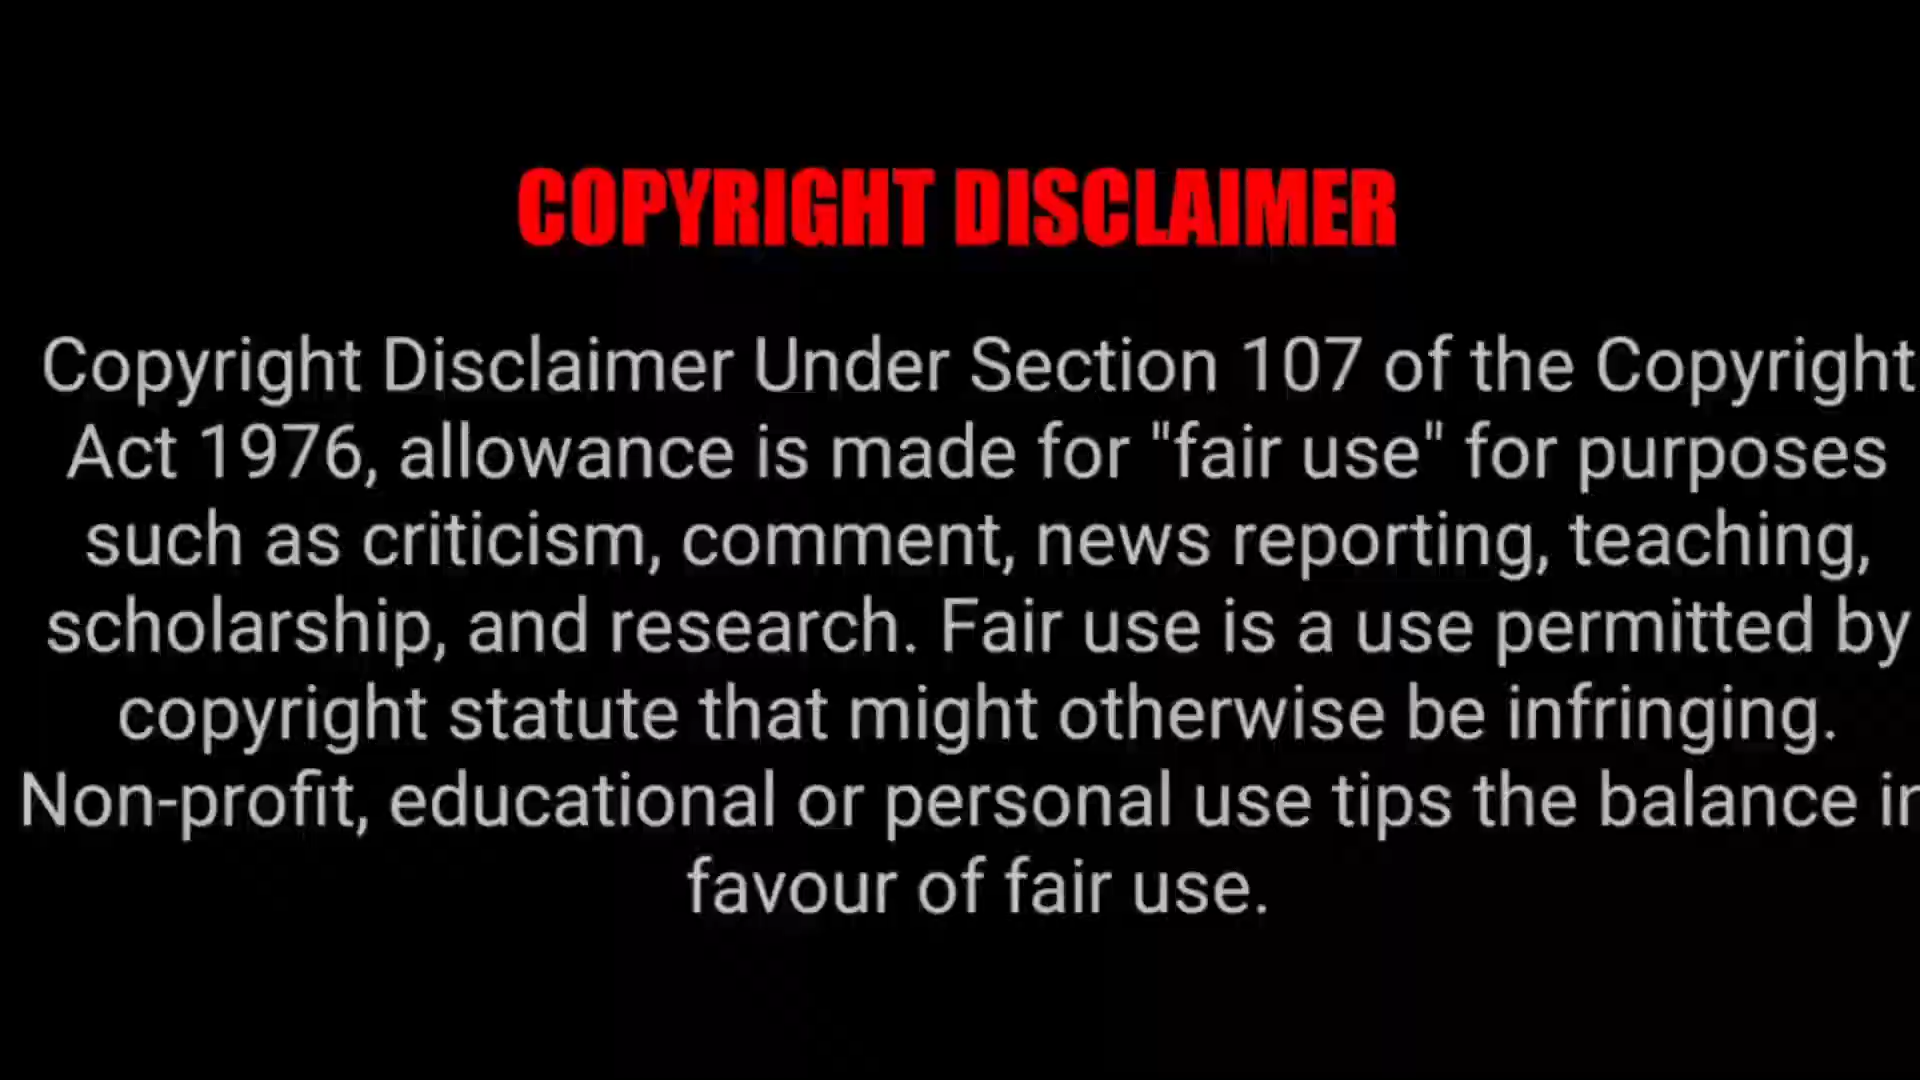 COPYRIGHT DISCLAIMER
Copyright Disclaimer Under Section 107 of the Copyright
Act 1976, allowance is made for "fair use" for purposes
such as criticism, comment, news reporting, teaching,
scholarship, and research. Fair use is a use permitted by
copyright statute that might otherwise be infringing.
Non-profit, educational or personal use tips the balance in
favour of fair use.